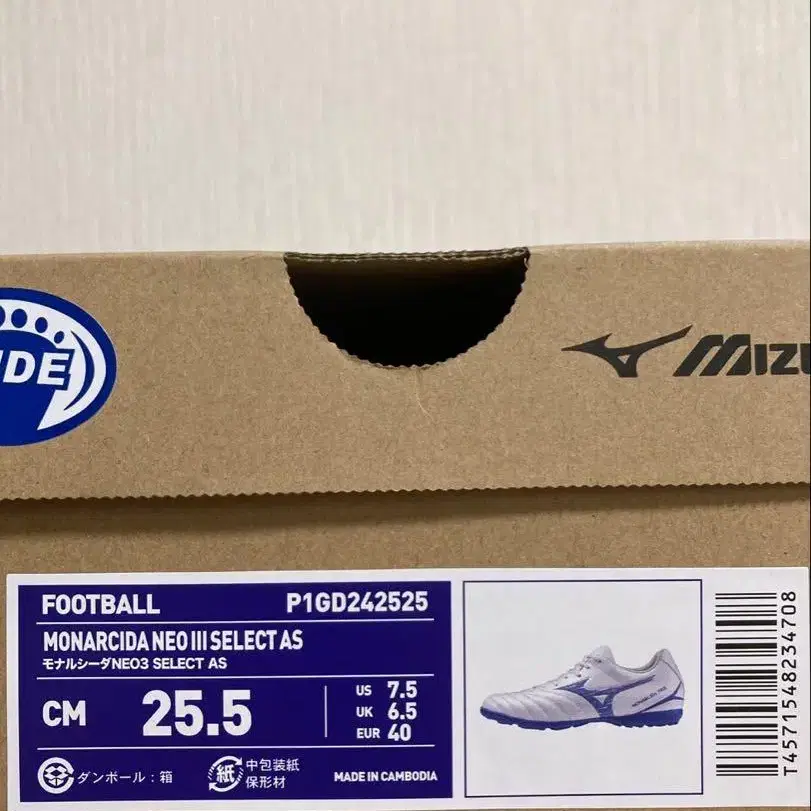 MIZU
IDE
FOOTBALL P1GD242525
MONARCIDA NEO III SELECT AS
モナルシーダNEO3 SELECT AS
CM 25.5
US 7.5
UK 6.5
EUR 40
ダンボール：箱
紙 中包装紙
保形材
MADE IN CAMBODIA
T4571548234708